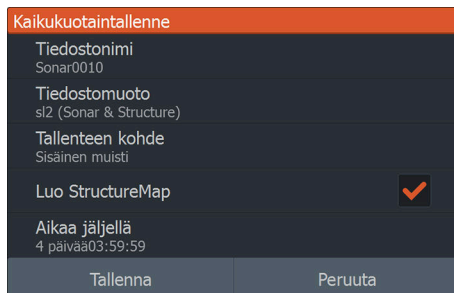 Kaikukuotaintallenne
Tiedostonimi
Sonar0010
Tiedostomuoto
sl2 (Sonar & Structure)
Tallenteen kohde
Sisäinen muisti
Luo StructureMap
Aikaa jäljellä
4 päivää03:59:59
Tallenna
Peruuta